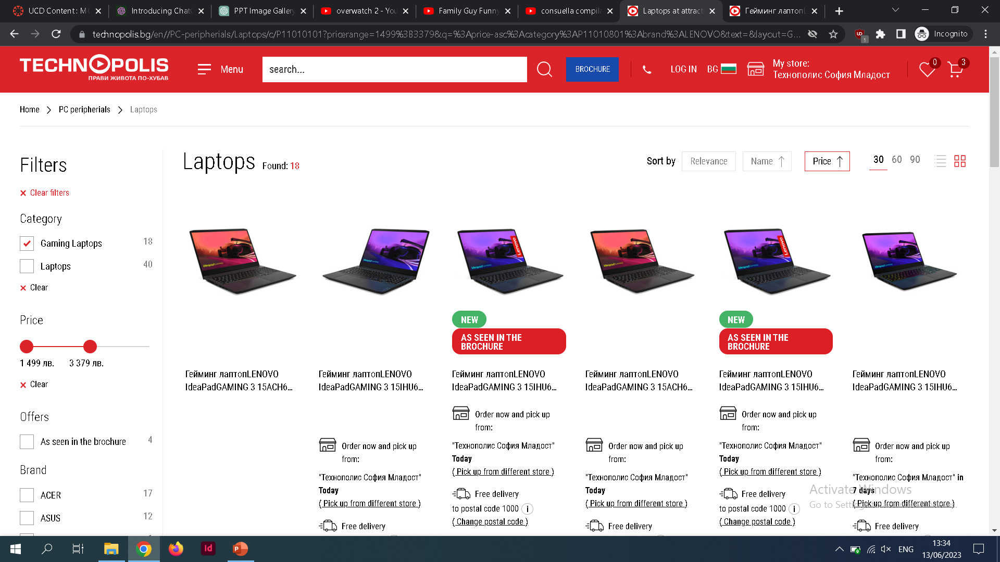 UCD Content: M
Introducing Chat
PPT Image Gallery
overwatch 2 - You
Family Guy Funny
consuella compila
Laptops at attract
Гейминг лаптоп
technopolis.bg/en//PC-peripherials/Laptops/c/P11010101?pricerange=1499%3B3379&q=%3Aprice-asc%3Acategory%3AP11010801%3Abrand%3ALENOVO&text=&layout=G...
1
Incognito
TECHNOPOLIS
ПРАВИ ЖИВОТА ПО-ХУБАВ
Menu
search...
BROCHURE
LOG IN
BG
My store:
Технополис София Младост
0
3
Home
PC peripherials
Laptops
Filters
Clear filters
Category
Gaming Laptops 18
Laptops 40
Clear
Price
1 499 лв. 3 379 лв.
Clear
Offers
As seen in the brochure 4
Brand
ACER 17
ASUS 12
Laptops Found: 18
Sort by Relevance Name Price 30 60 90
NEW
AS SEEN IN THE
BROCHURE
NEW
AS SEEN IN THE
BROCHURE
Гейминг лаптопLENOVO
IdeaPadGAMING 3 15ACH6...
Гейминг лаптопLENOVO
IdeaPadGAMING 3 15IHU6...
Order now and pick up
from:
"Технополис София Младост"
Today
( Pick up from different store )
Free delivery
Гейминг лаптопLENOVO
IdeaPadGAMING 3 15IHU6...
Order now and pick up
from:
"Технополис София Младост"
Today
( Pick up from different store )
Free delivery
to postal code 1000 i
( Change postal code )
Гейминг лаптопLENOVO
IdeaPadGAMING 3 15ACH6...
Order now and pick up
from:
"Технополис София Младост"
Today
( Pick up from different store )
Free delivery
Гейминг лаптопLENOVO
IdeaPadGAMING 3 15IHU6...
Order now and pick up
from:
"Технополис София Младост"
Today
( Pick up from different store )
Free delivery
to postal code 1000 i
( Change postal code )
Гейминг лаптопLENOVO
IdeaPadGAMING 3 15IHU6...
Order now and pick up
from:
"Технополис София Младост" in
7 days
( Pick up from different store )
Free delivery
Activate Windows
Go to Settings to activate Windows.
Id
P
ENG
13:34
13/06/2023